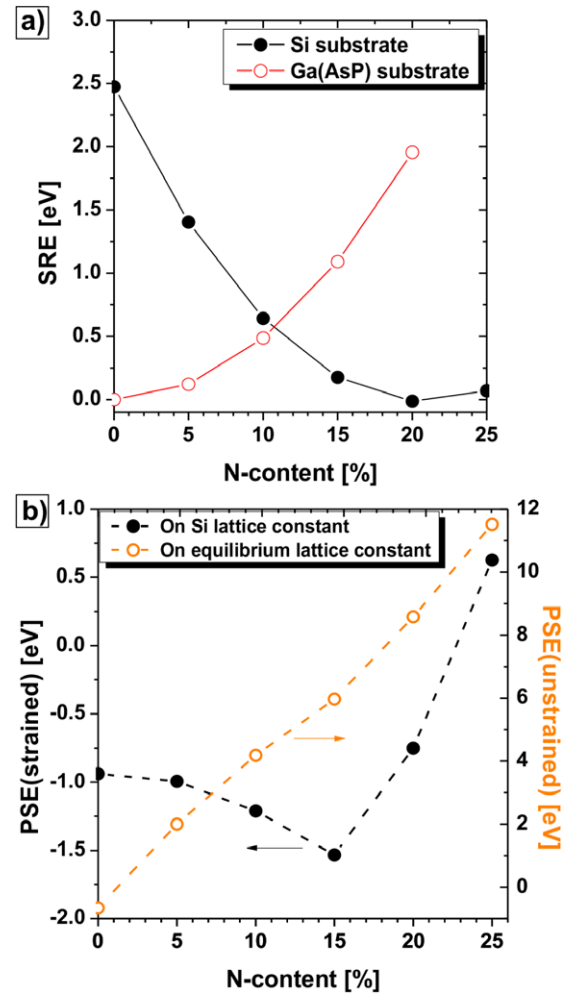 a)
3.0
2.5
2.0
1.5
1.0
0.5
0.0
SRE [eV]
Si substrate
Ga(AsP) substrate
0 5 10 15 20 25
N-content [%]
b)
1.0
0.5
0.0
-0.5
-1.0
-1.5
-2.0
PSE(strained) [eV]
On Si lattice constant
On equilibrium lattice constant
12
10
8
6
4
2
0
PSE(unstrained) [eV]
0 5 10 15 20 25
N-content [%]